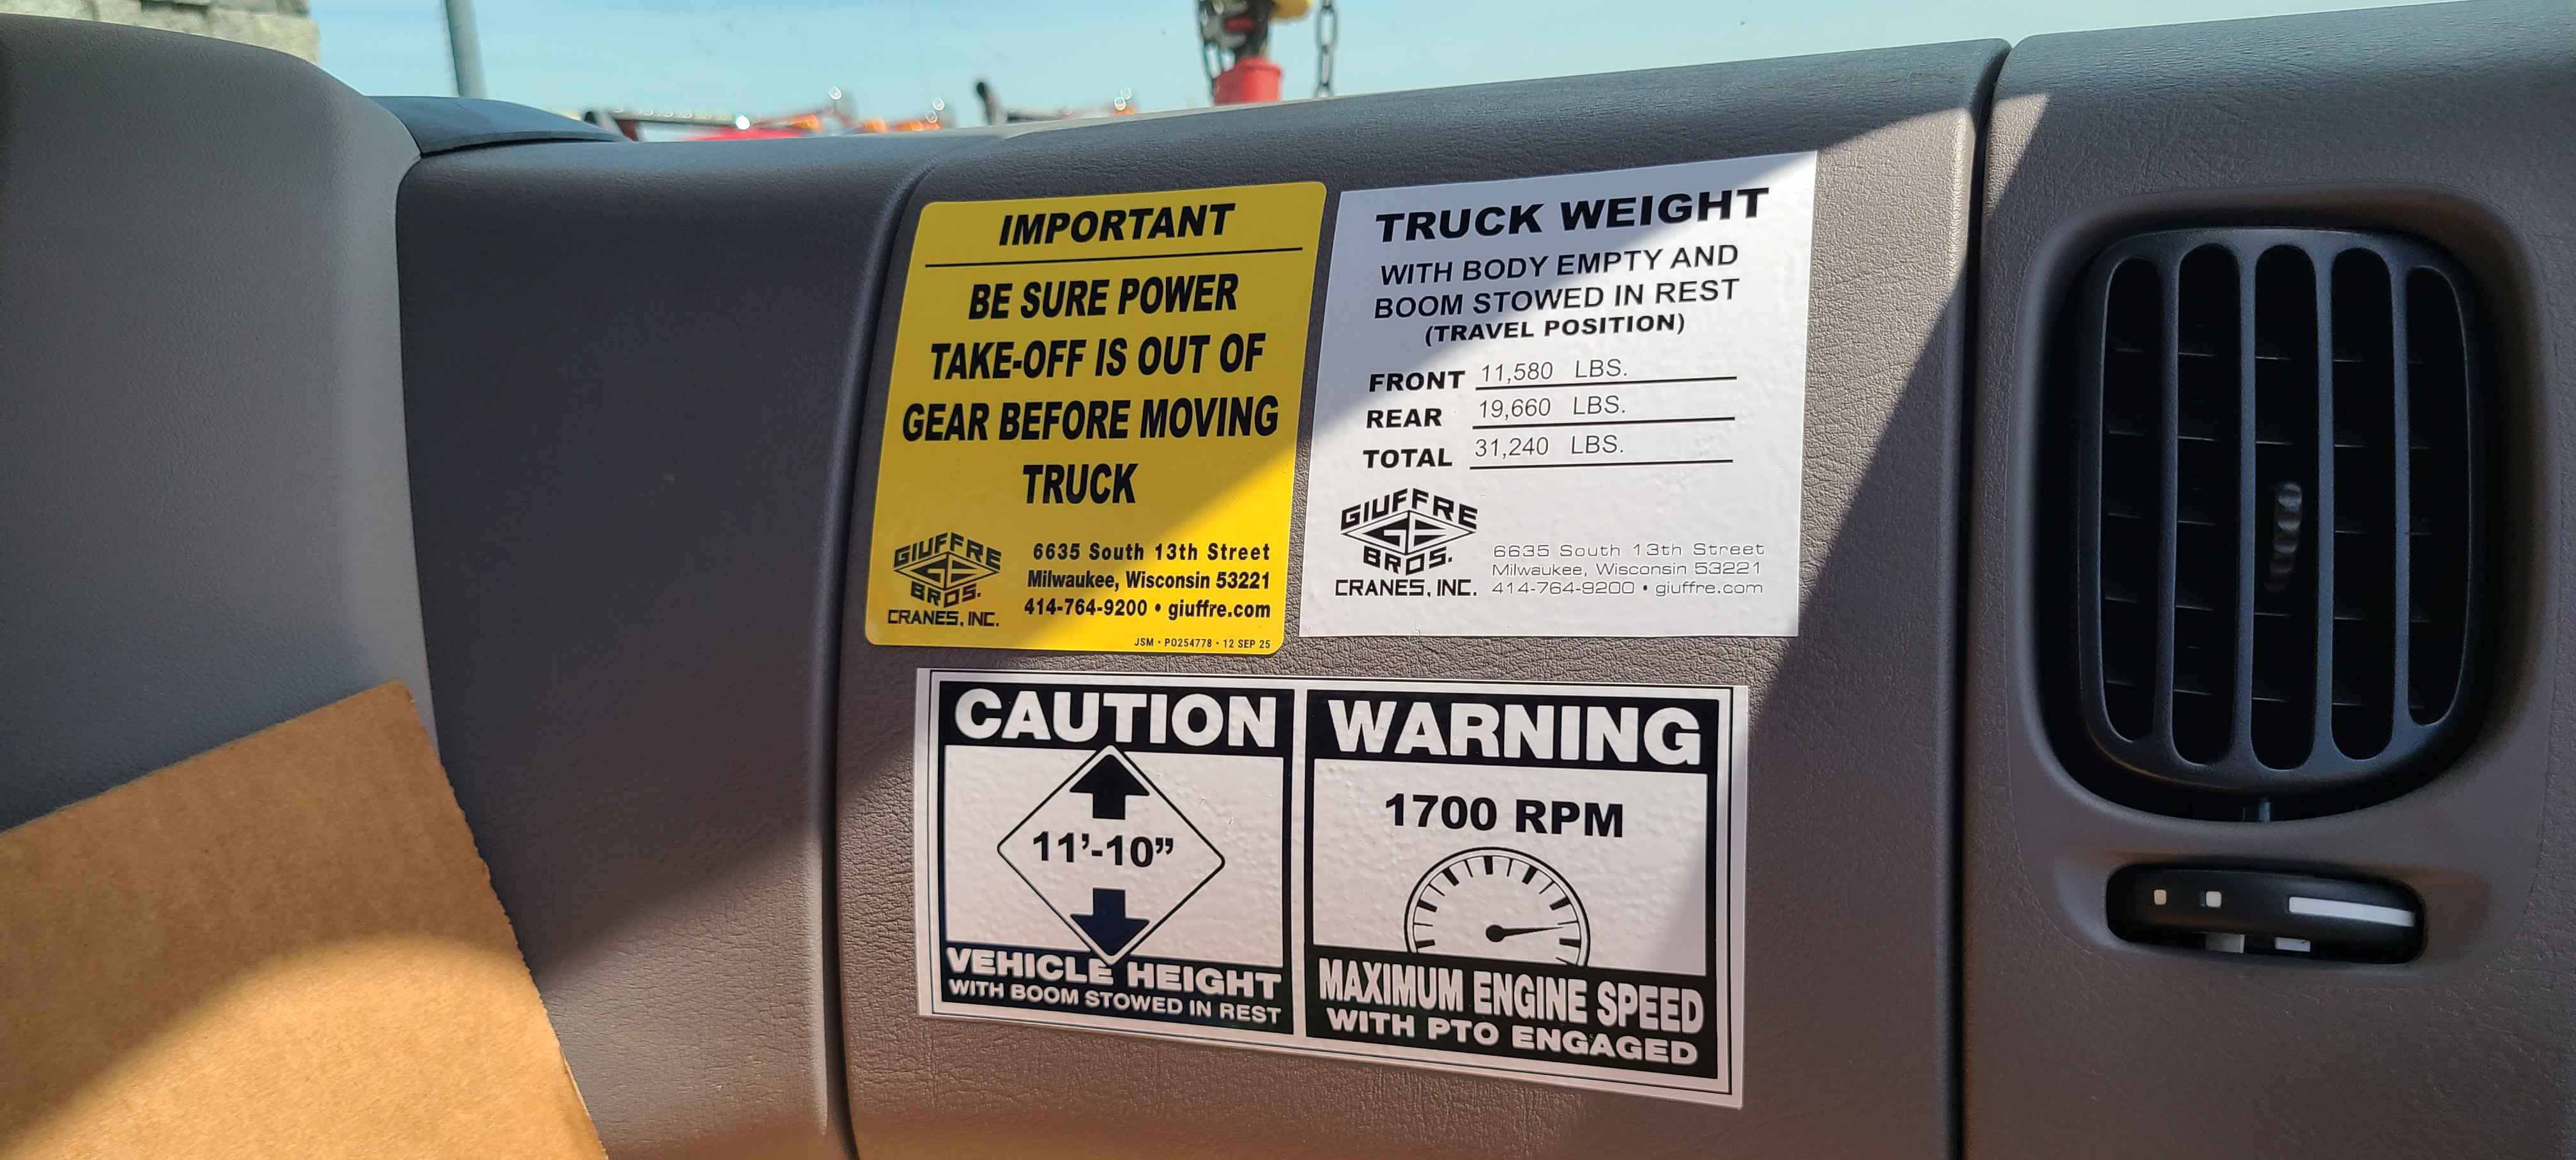 IMPORTANT
BE SURE POWER
TAKE-OFF IS OUT OF
GEAR BEFORE MOVING
TRUCK
GIUFFRE
GE
BROS.
CRANES, INC.
6635 South 13th Street
Milwaukee, Wisconsin 53221
414-764-9200 • giuffre.com
JSM • PO254778 • 12 SEP 25
TRUCK WEIGHT
WITH BODY EMPTY AND
BOOM STOWED IN REST
(TRAVEL POSITION)
FRONT 11,580 LBS.
REAR 19,660 LBS.
TOTAL 31,240 LBS.
GIUFFRE
GE
BROS.
CRANES, INC.
6635 South 13th Street
Milwaukee, Wisconsin 53221
414-764-9200 • giuffre.com
CAUTION
11’-10”
VEHICLE HEIGHT
WITH BOOM STOWED IN REST
WARNING
1700 RPM
MAXIMUM ENGINE SPEED
WITH PTO ENGAGED